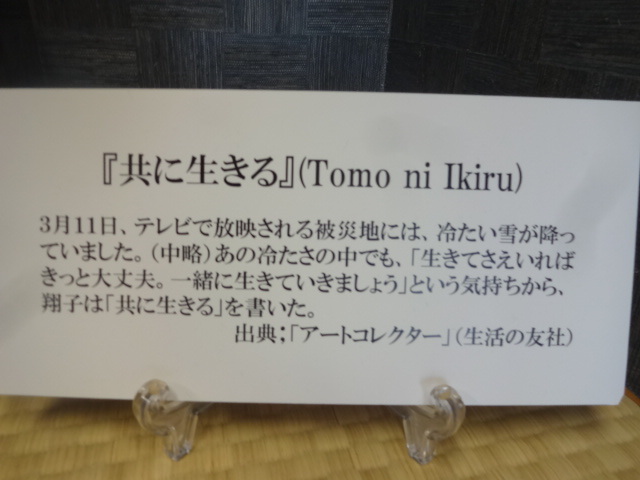 『共に生きる』(Tomo ni Ikiru)
3月11日、テレビで放映される被災地には、冷たい雪が降っ
ていました。(中略)あの冷たさの中でも、「生きてさえいれば
きっと大丈夫。一緒に生きていきましょう」という気持ちから、
翔子は「共に生きる」を書いた。
出典；「アートコレクター」(生活の友社)